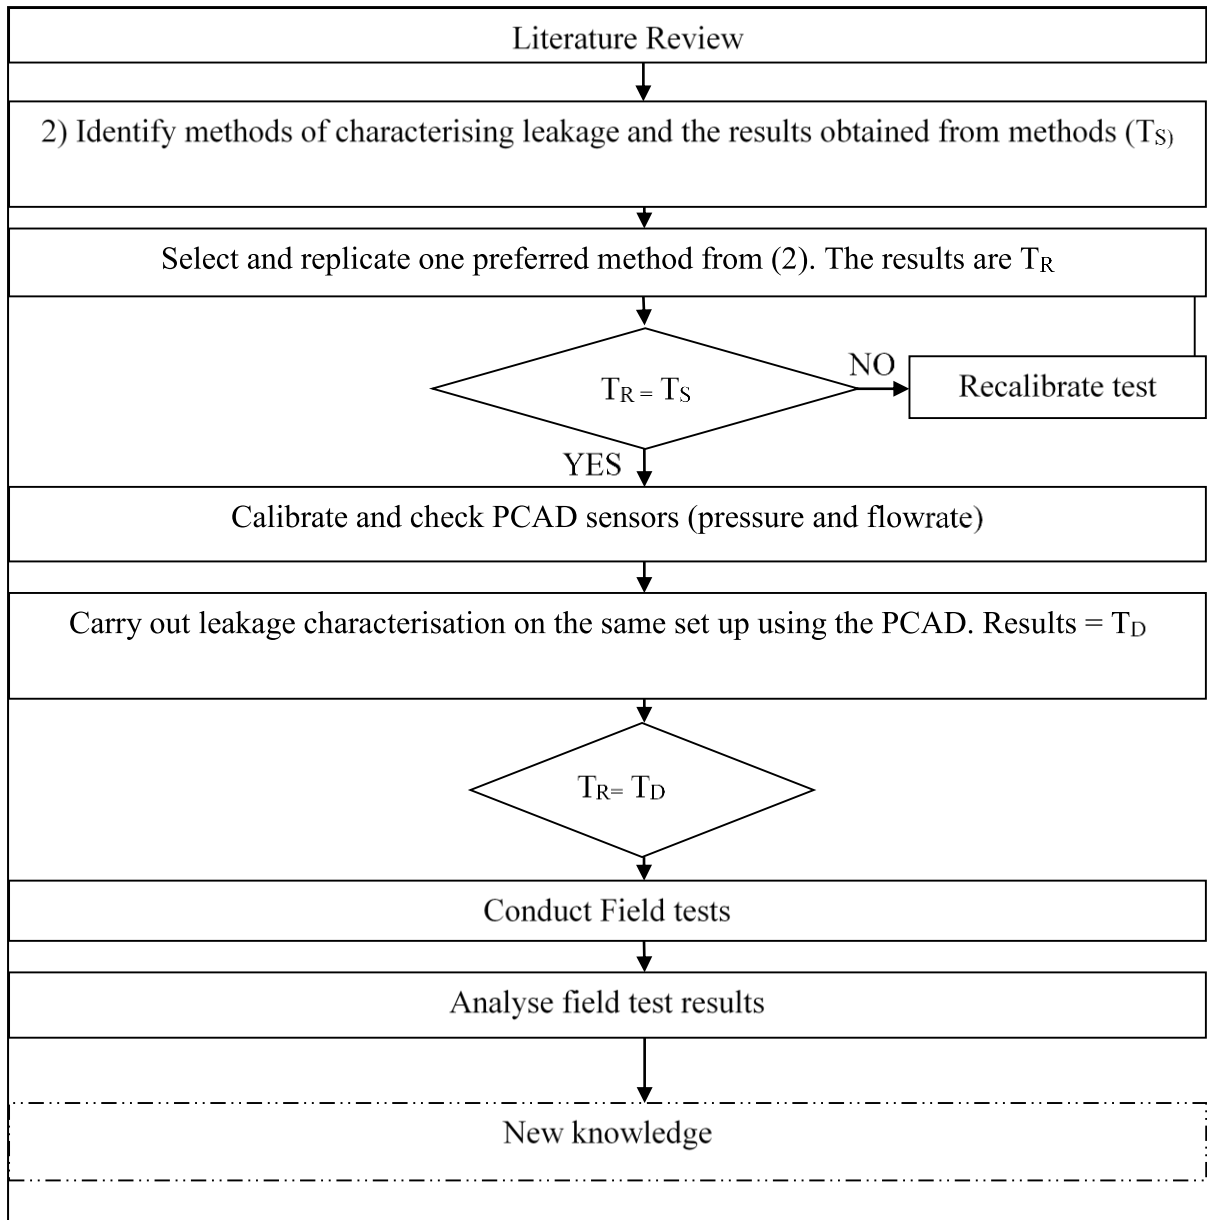 Literature Review
2) Identify methods of characterising leakage and the results obtained from methods (TS)
Select and replicate one preferred method from (2). The results are TR
TR = TS
NO
Recalibrate test
YES
Calibrate and check PCAD sensors (pressure and flowrate)
Carry out leakage characterisation on the same set up using the PCAD. Results = TD
TR= TD
Conduct Field tests
Analyse field test results
New knowledge